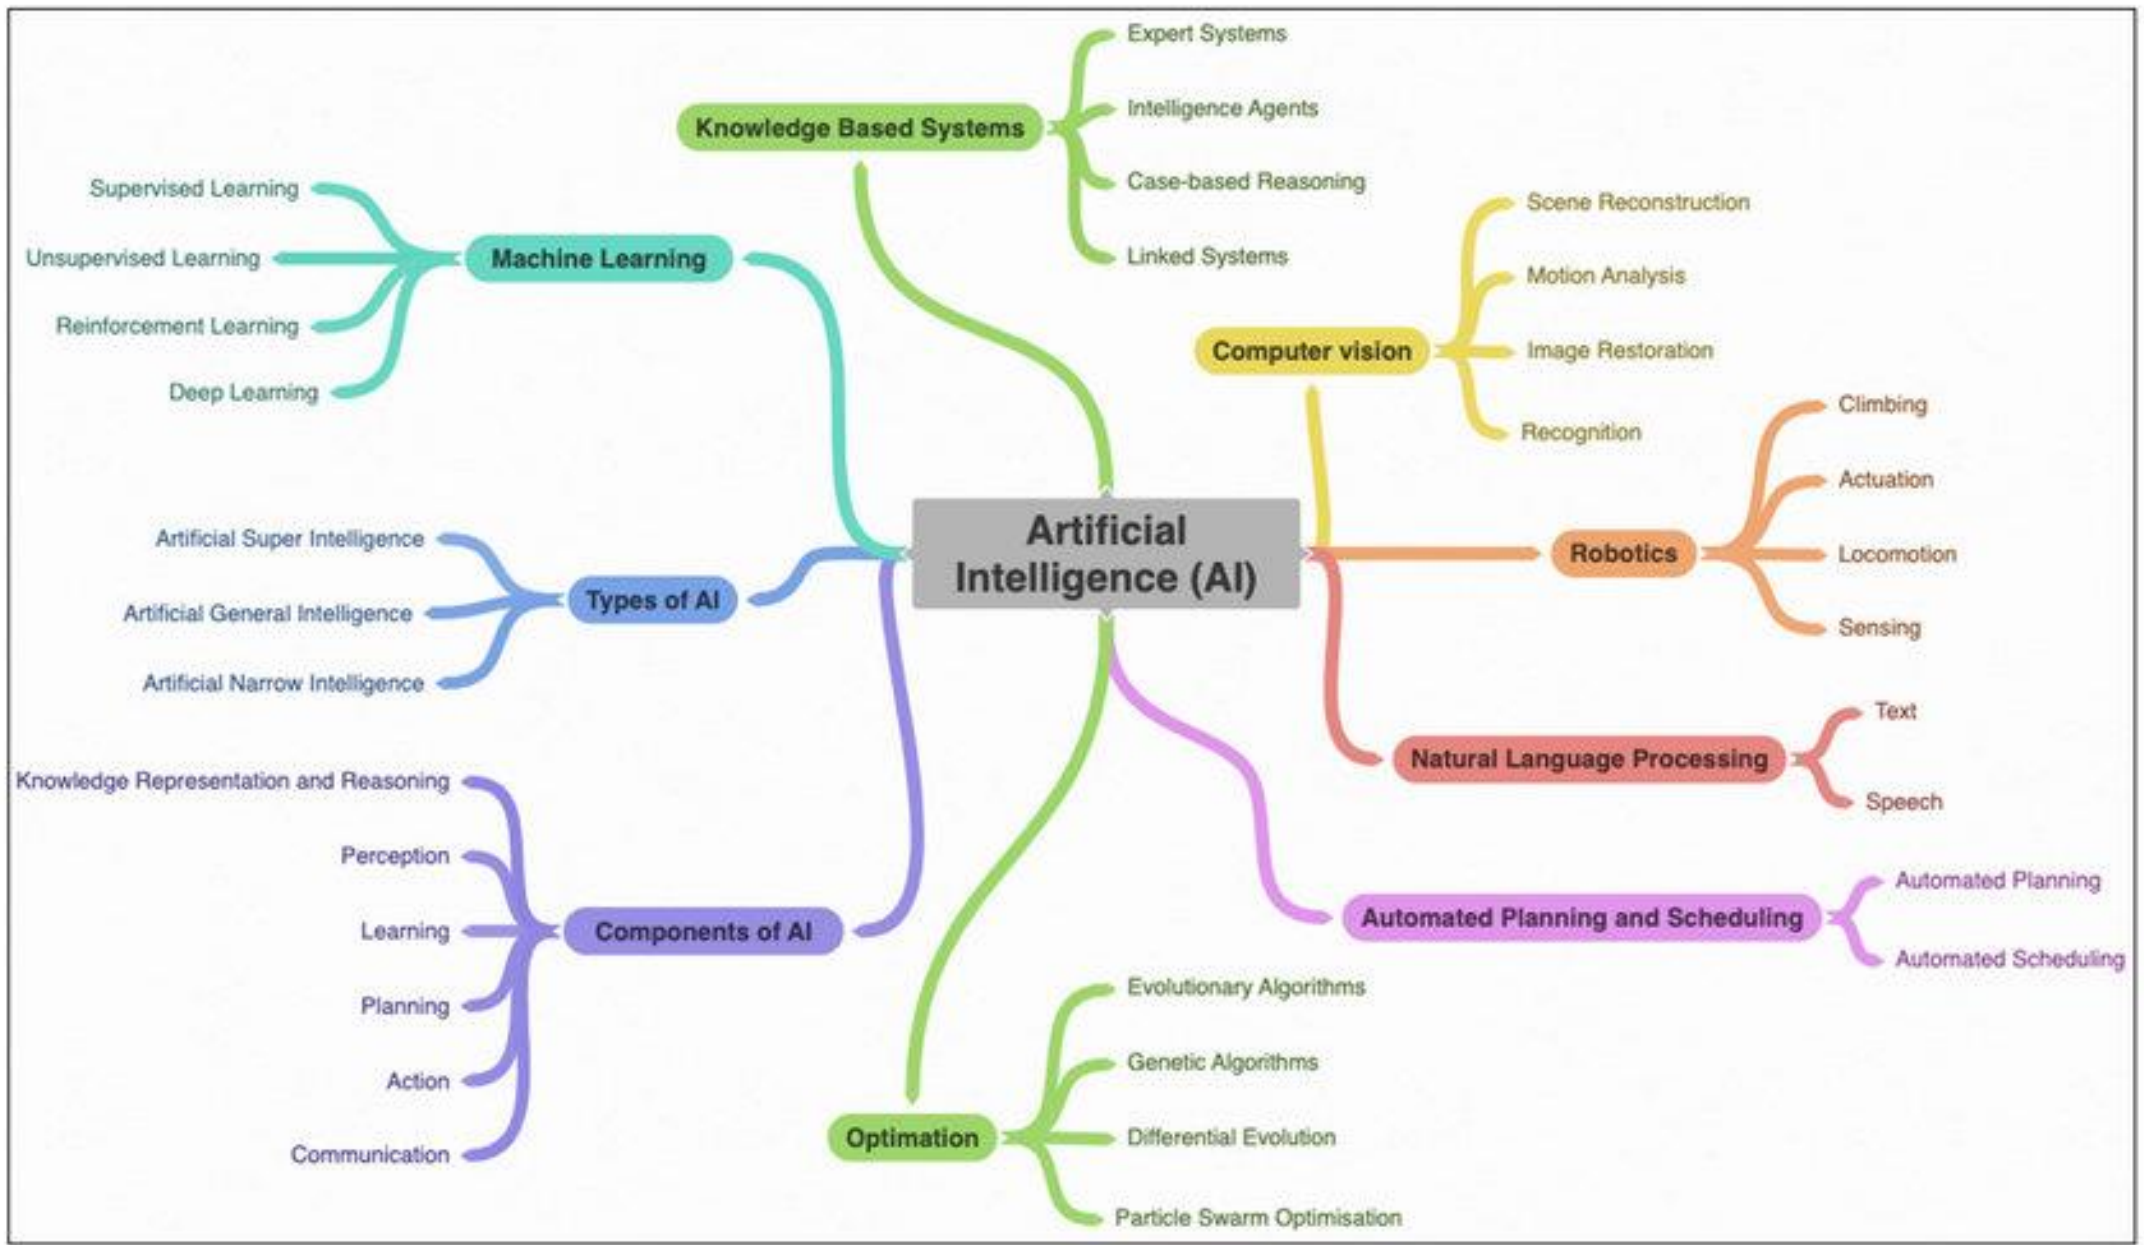 Expert Systems
Knowledge Based Systems
Intelligence Agents
Case-based Reasoning
Linked Systems
Supervised Learning
Unsupervised Learning
Machine Learning
Reinforcement Learning
Deep Learning
Scene Reconstruction
Motion Analysis
Computer vision
Image Restoration
Recognition
Artificial
Intelligence (AI)
Climbing
Actuation
Robotics
Locomotion
Sensing
Artificial Super Intelligence
Types of AI
Artificial General Intelligence
Artificial Narrow Intelligence
Text
Natural Language Processing
Speech
Knowledge Representation and Reasoning
Perception
Learning
Components of AI
Planning
Action
Communication
Automated Planning
Automated Planning and Scheduling
Automated Scheduling
Evolutionary Algorithms
Genetic Algorithms
Optimation
Differential Evolution
Particle Swarm Optimisation